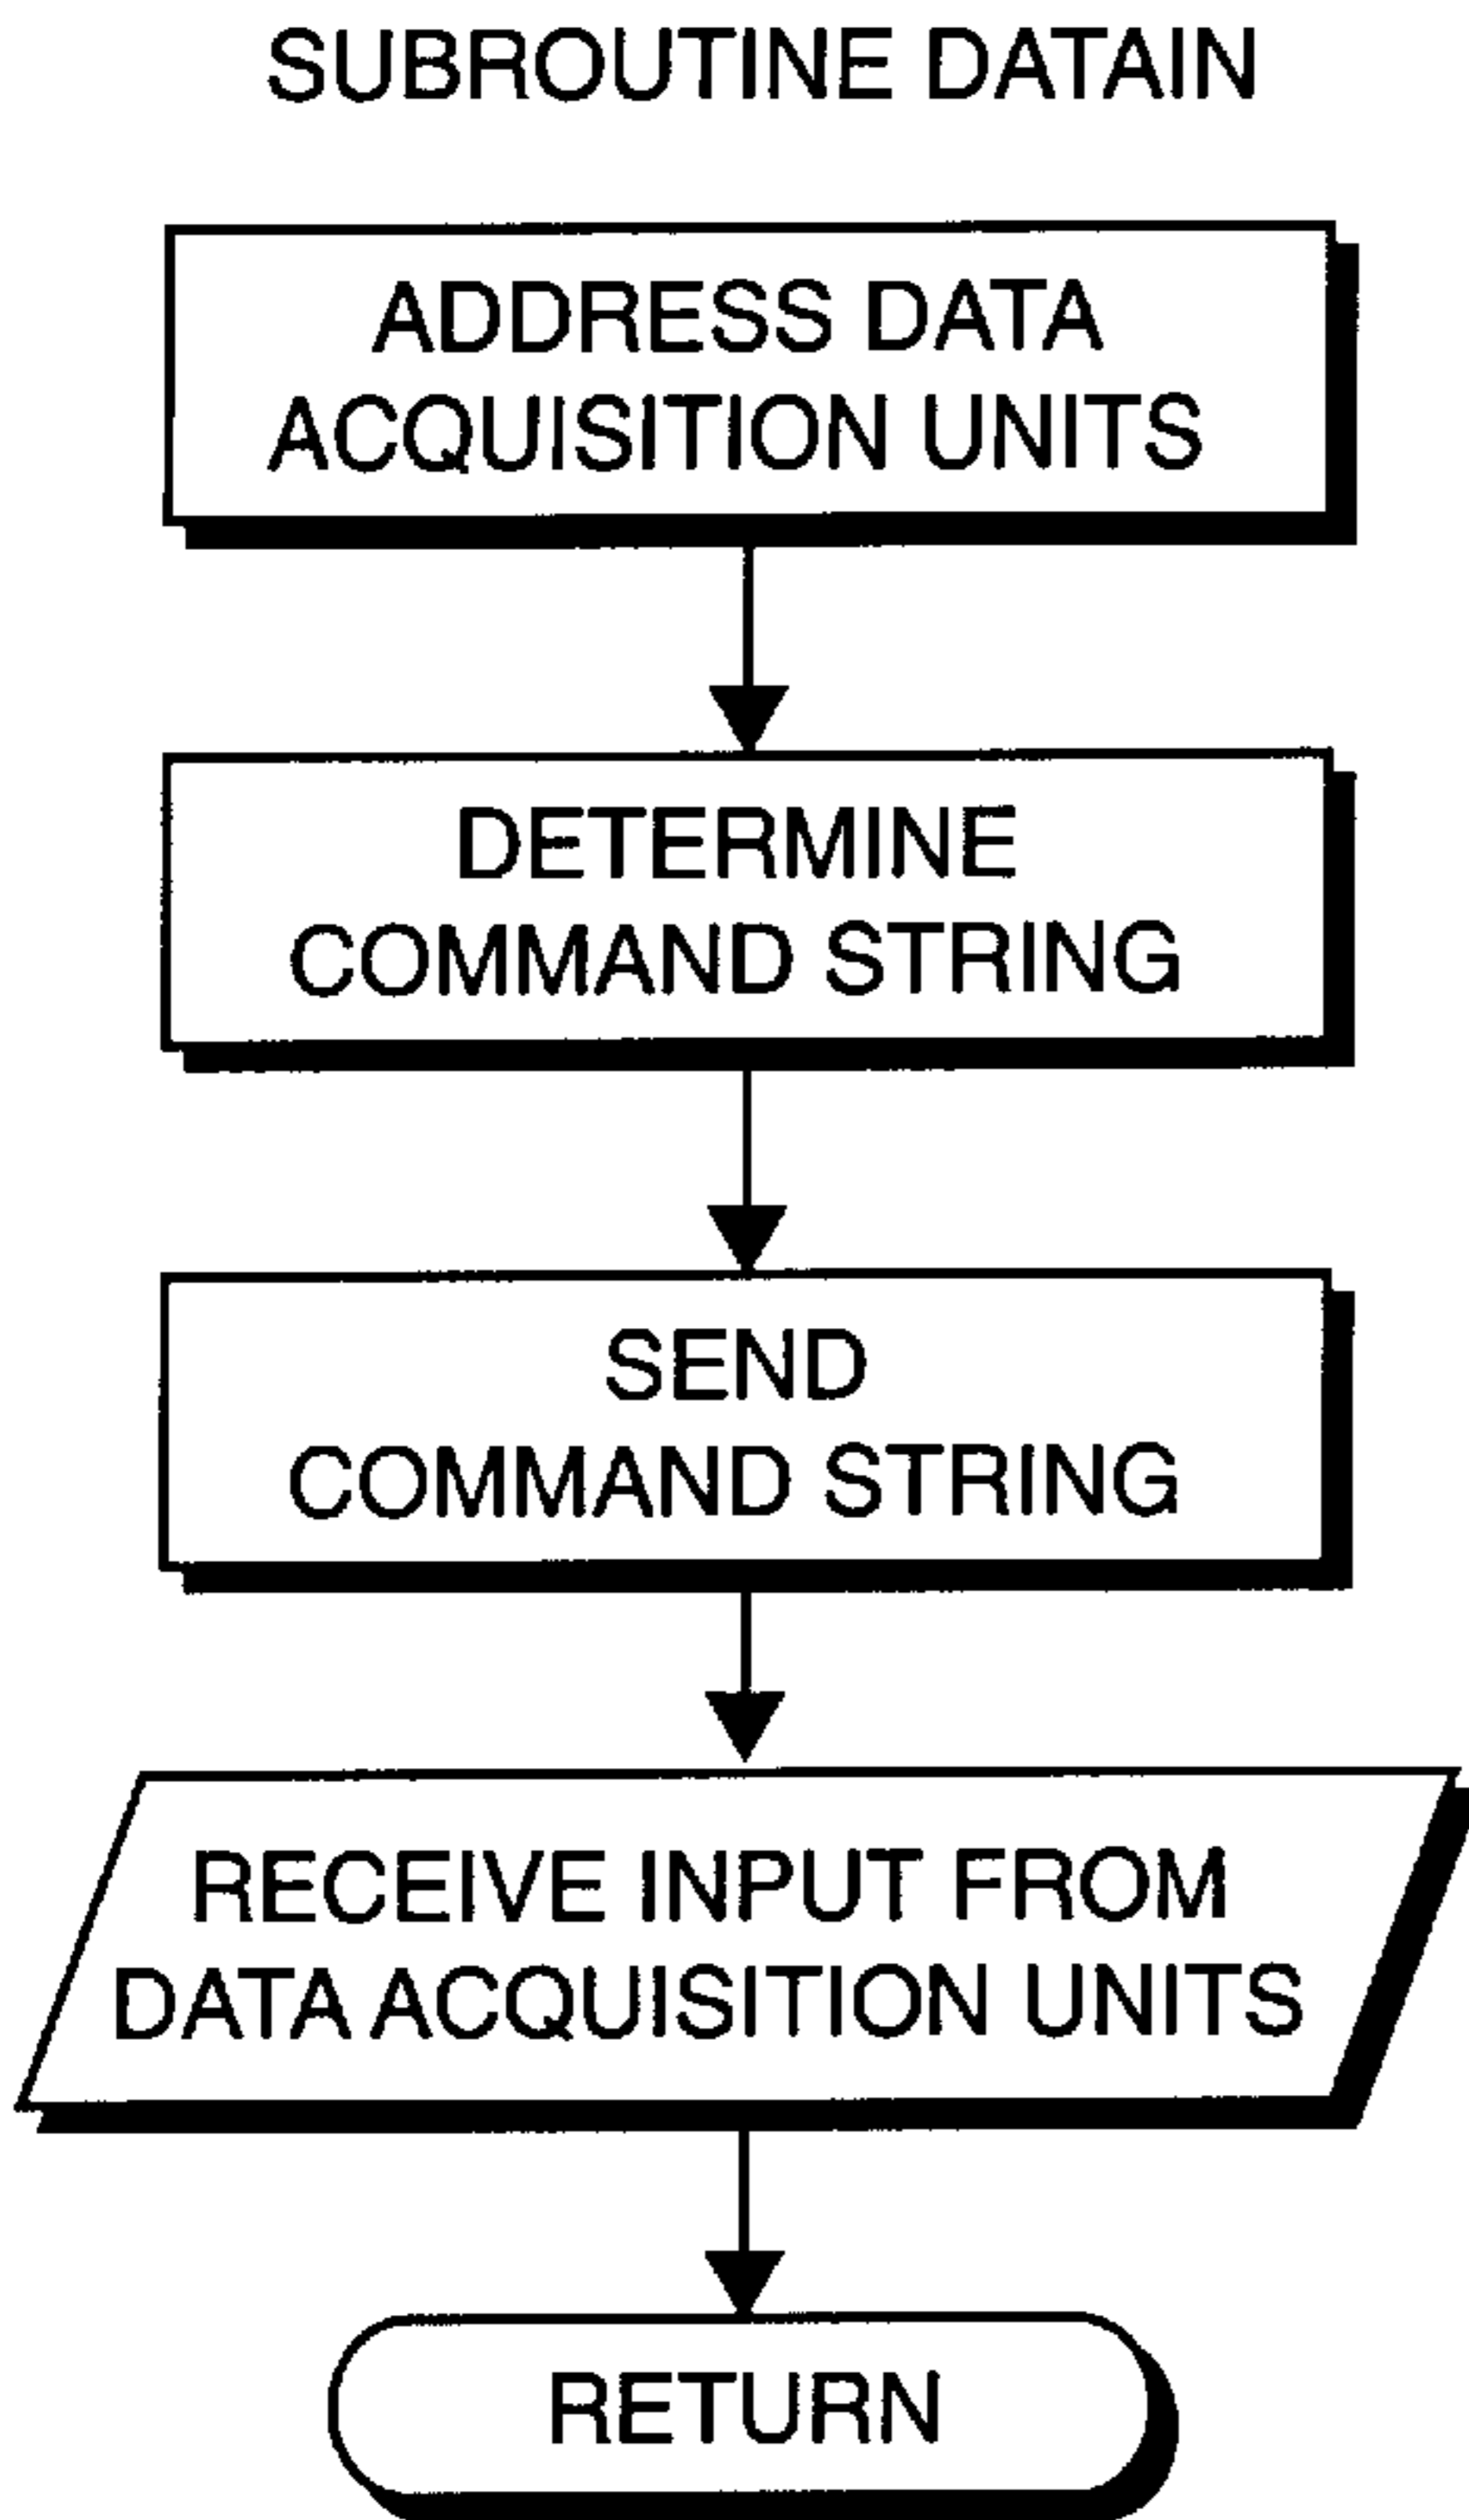 SUBROUTINE DATAIN
ADDRESS DATA
ACQUISITION UNITS
DETERMINE
COMMAND STRING
SEND
COMMAND STRING
RECEIVE INPUT FROM
DATA ACQUISITION UNITS
RETURN